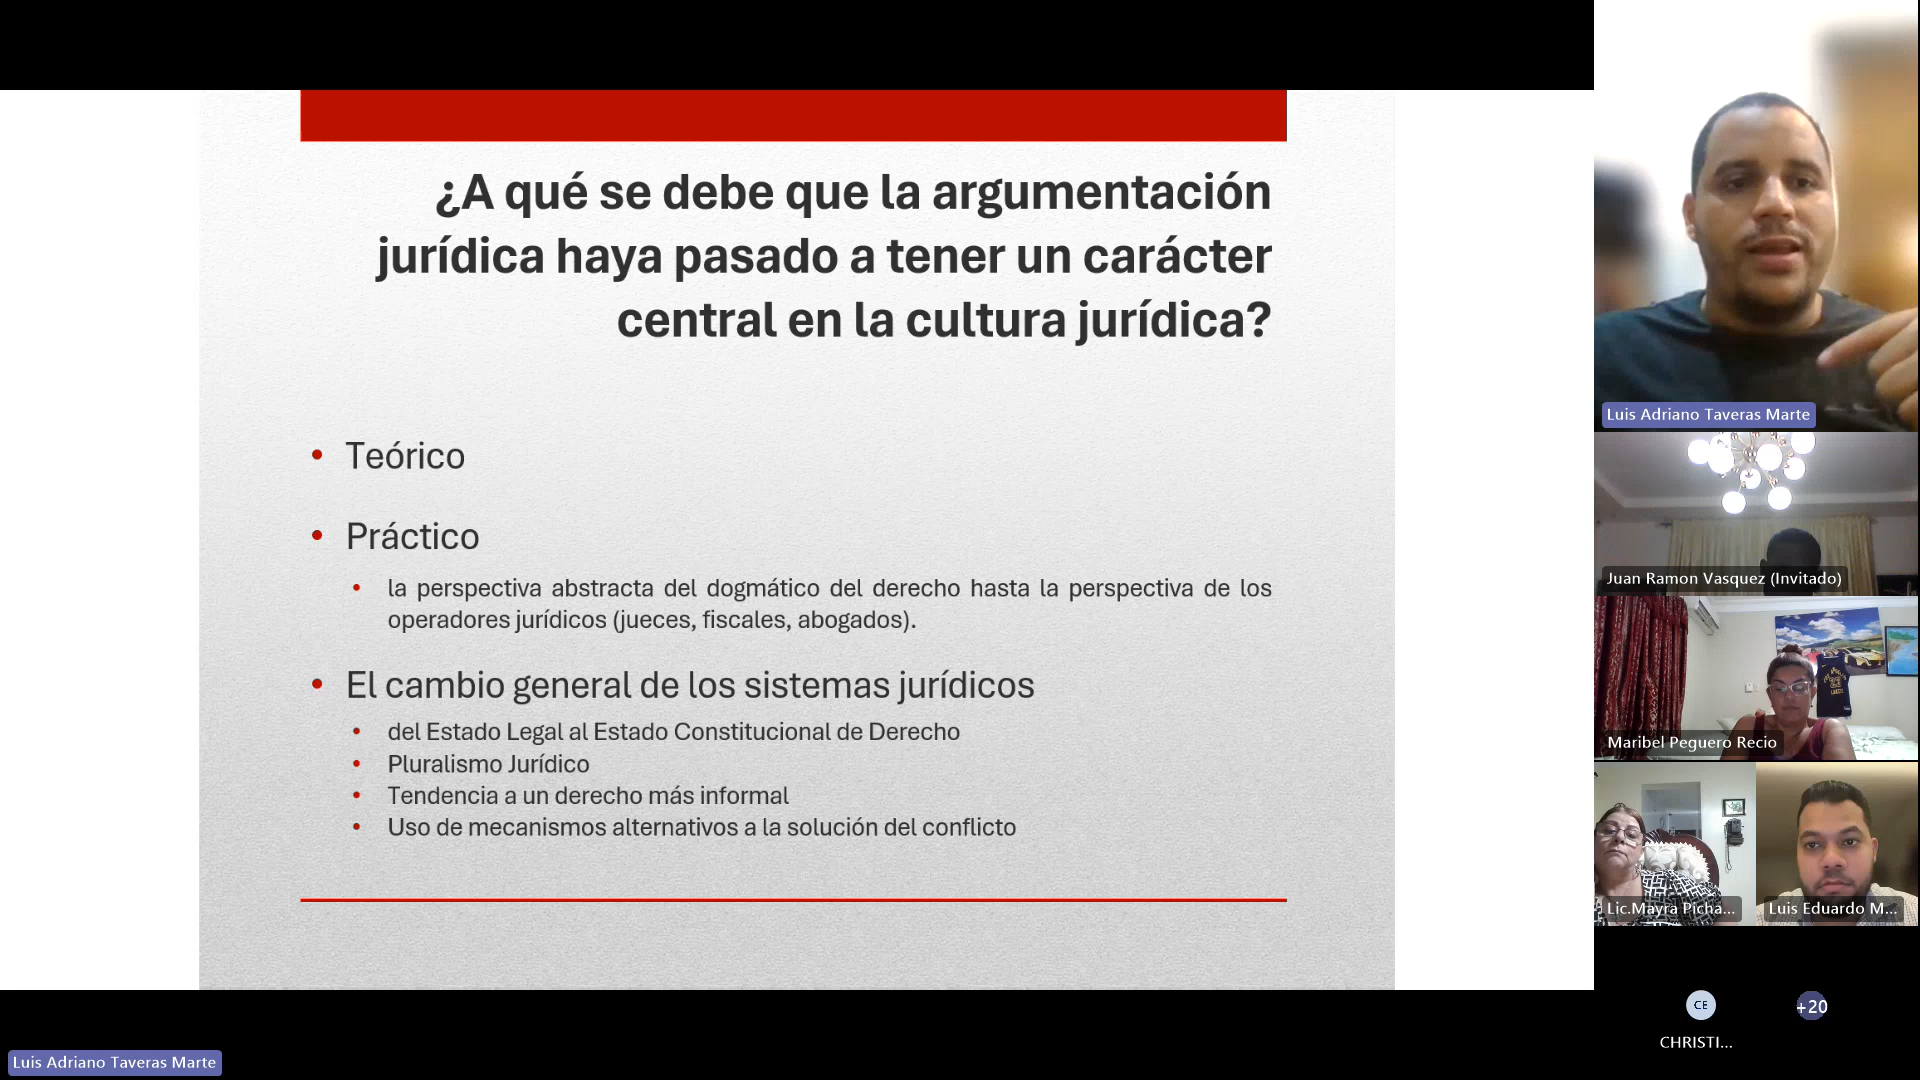 ¿A qué se debe que la argumentación
jurídica haya pasado a tener un carácter
central en la cultura jurídica?
• Teórico
• Práctico
• la perspectiva abstracta del dogmático del derecho hasta la perspectiva de los
operadores jurídicos (jueces, fiscales, abogados).
• El cambio general de los sistemas jurídicos
• del Estado Legal al Estado Constitucional de Derecho
• Pluralismo Jurídico
• Tendencia a un derecho más informal
• Uso de mecanismos alternativos a la solución del conflicto
Luis Adriano Taveras Marte
Juan Ramon Vasquez (Invitado)
Maribel Peguero Recio
Lic.Mayra Picha...
Luis Eduardo M...
CE
+20
CHRISTI...
Luis Adriano Taveras Marte